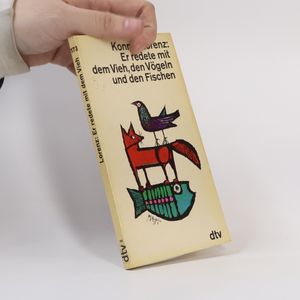 Lorenz:
Er redete mit
dem Vieh, den Vögeln
und den Fischen
dtv
Lorenz: Er redete mit dem Vieh
dtv